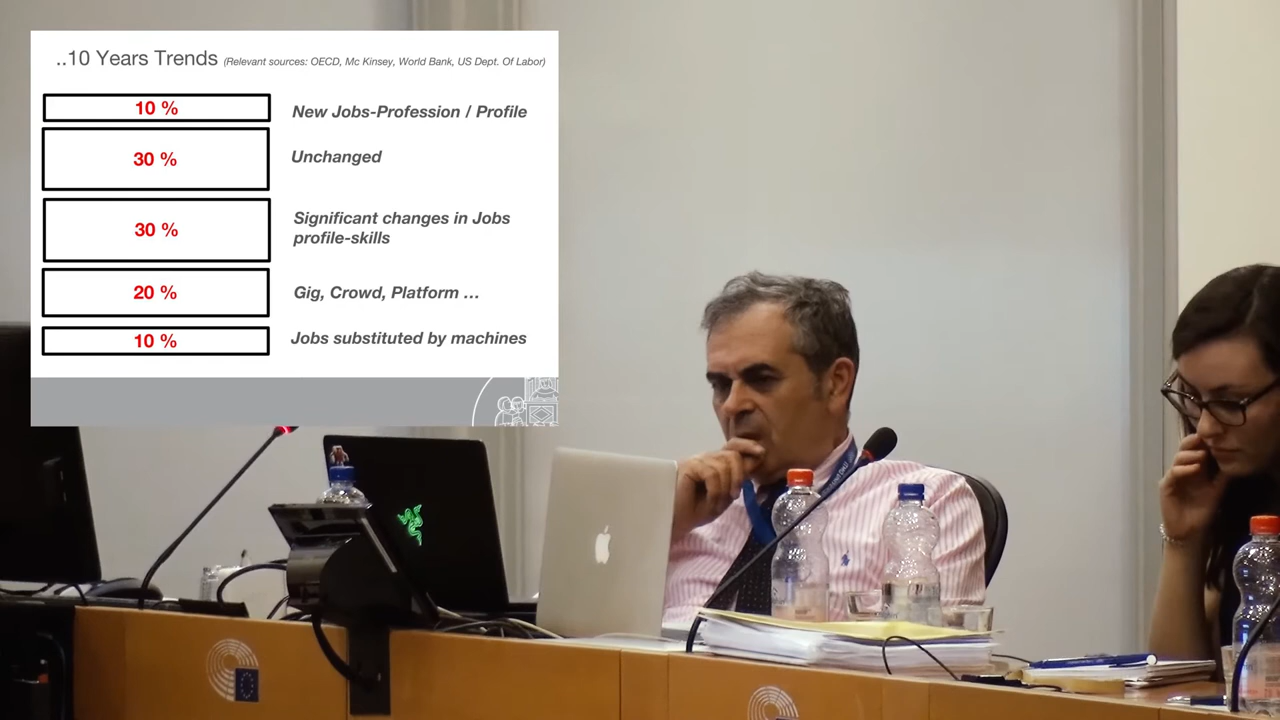 ..10 Years Trends (Relevant sources: OECD, Mc Kinsey, World Bank, US Dept. Of Labor)
10 % New Jobs-Profession / Profile
30 % Unchanged
30 % Significant changes in Jobs
profile-skills
20 % Gig, Crowd, Platform ...
10 % Jobs substituted by machines